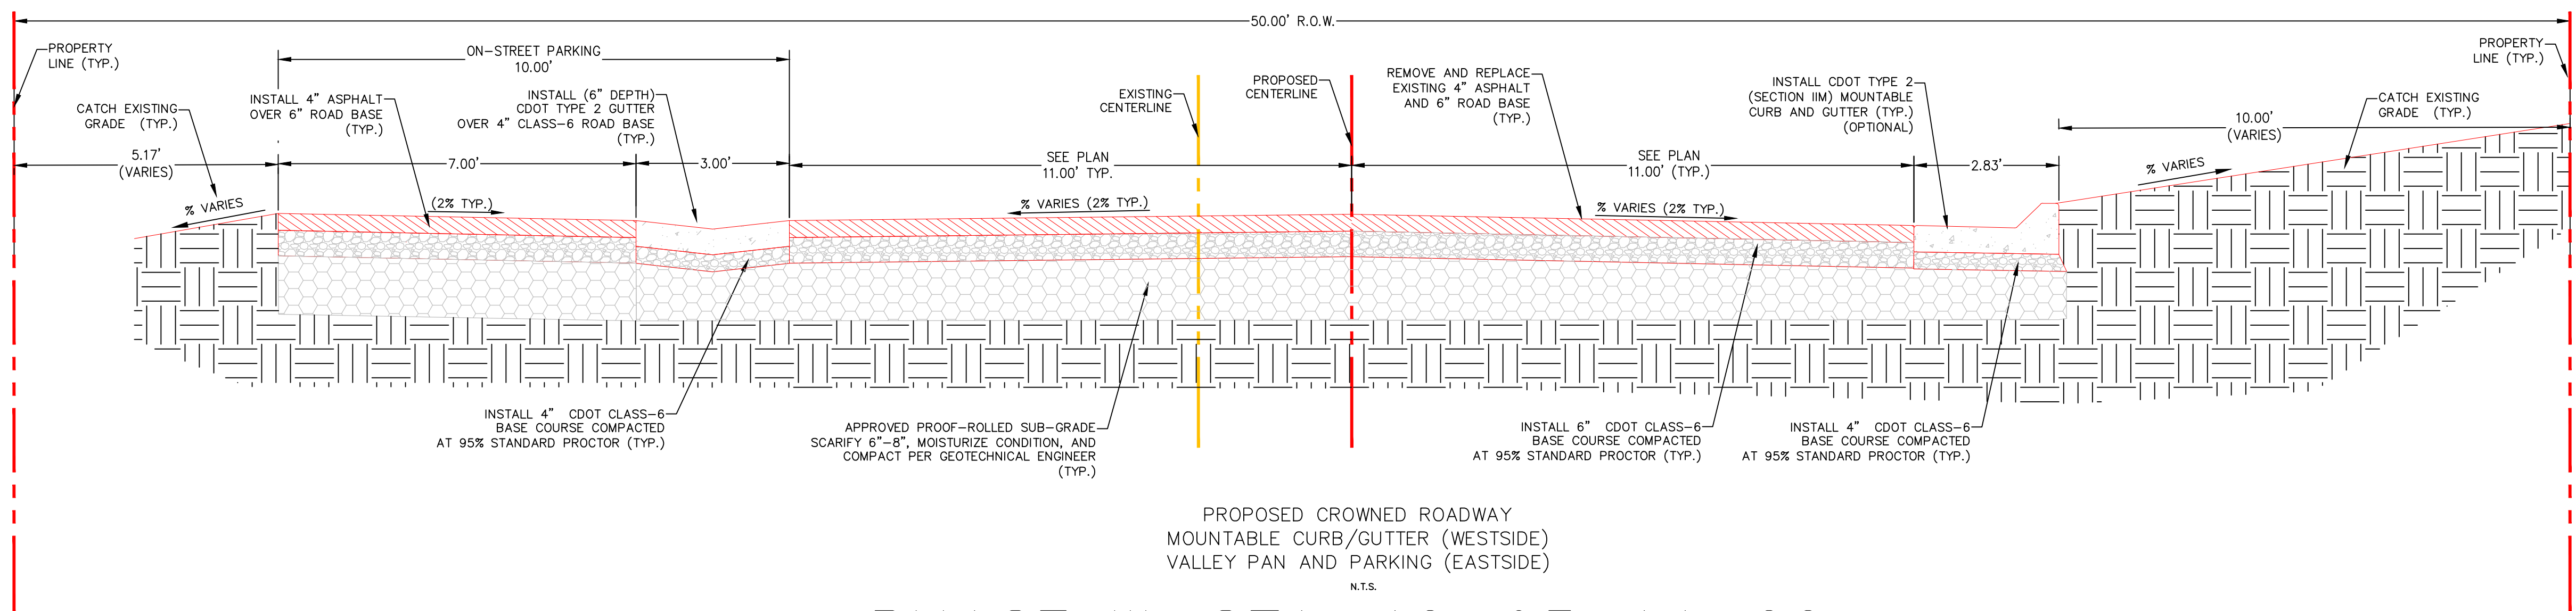 50.00' R.O.W.
PROPERTY
LINE (TYP.)
ON-STREET PARKING
10.00'
CATCH EXISTING
GRADE (TYP.)
INSTALL 4" ASPHALT
OVER 6" ROAD BASE
(TYP.)
INSTALL (6" DEPTH)
CDOT TYPE 2 GUTTER
OVER 4" CLASS-6 ROAD BASE
(TYP.)
EXISTING
CENTERLINE
PROPOSED
CENTERLINE
REMOVE AND REPLACE
EXISTING 4" ASPHALT
AND 6" ROAD BASE
(TYP.)
INSTALL CDOT TYPE 2
(SECTION IIM) MOUNTABLE
CURB AND GUTTER (TYP.)
(OPTIONAL)
PROPERTY
LINE (TYP.)
CATCH EXISTING
GRADE (TYP.)
10.00'
(VARIES)
5.17'
(VARIES)
7.00'
3.00'
SEE PLAN
11.00' TYP.
SEE PLAN
11.00' (TYP.)
2.83'
% VARIES
(2% TYP.)
% VARIES (2% TYP.)
% VARIES (2% TYP.)
% VARIES
INSTALL 4" CDOT CLASS-6
BASE COURSE COMPACTED
AT 95% STANDARD PROCTOR (TYP.)
APPROVED PROOF-ROLLED SUB-GRADE
SCARIFY 6"-8", MOISTURIZE CONDITION, AND
COMPACT PER GEOTECHNICAL ENGINEER
(TYP.)
INSTALL 6" CDOT CLASS-6
BASE COURSE COMPACTED
AT 95% STANDARD PROCTOR (TYP.)
INSTALL 4" CDOT CLASS-6
BASE COURSE COMPACTED
AT 95% STANDARD PROCTOR (TYP.)
PROPOSED CROWNED ROADWAY
MOUNTABLE CURB/GUTTER (WESTSIDE)
VALLEY PAN AND PARKING (EASTSIDE)
N.T.S.